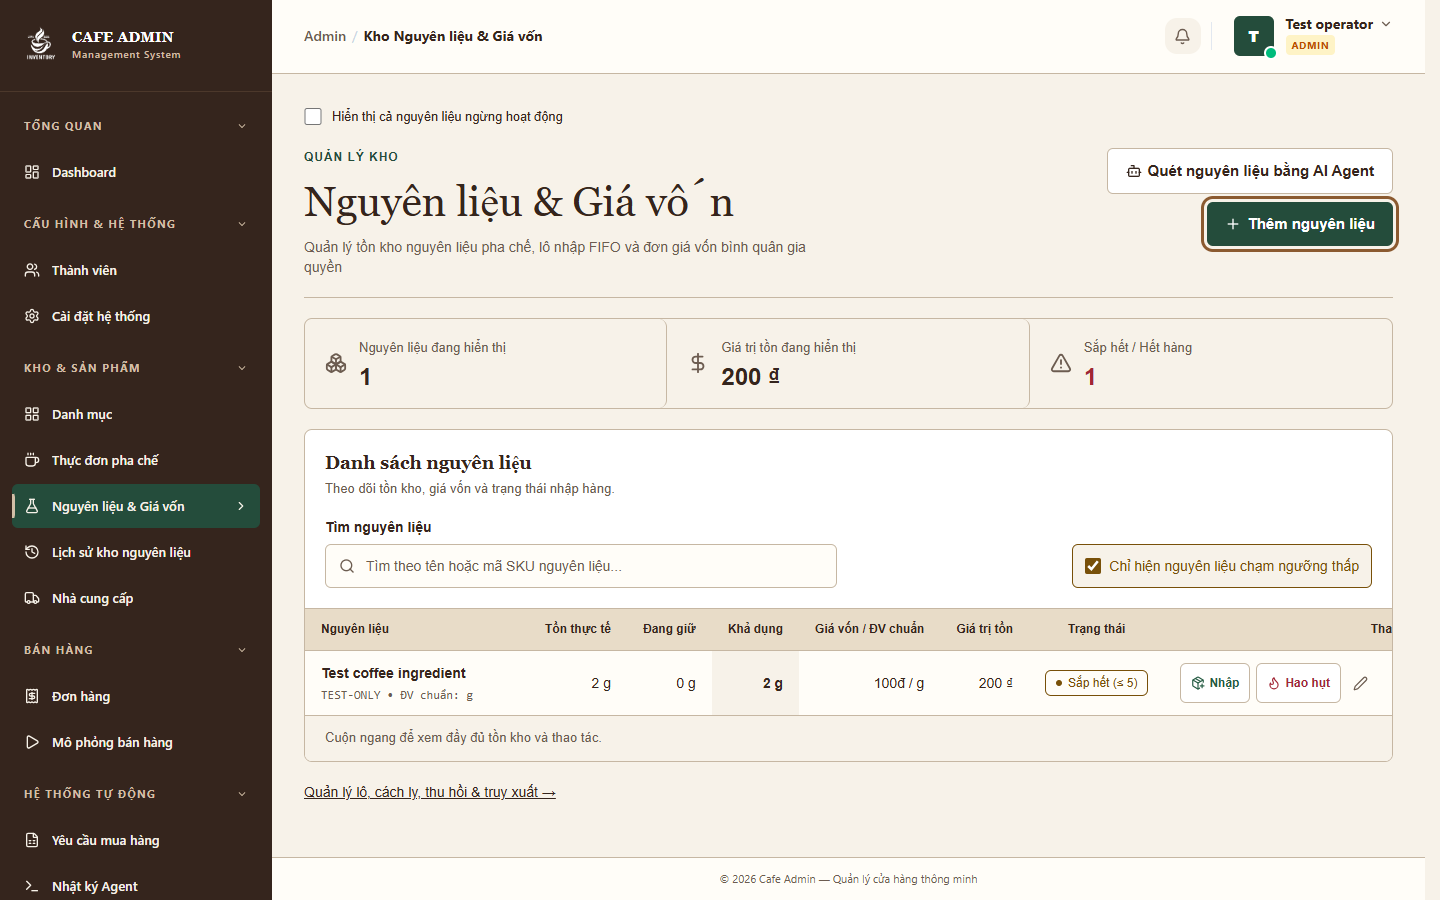 CAFE ADMIN
Management System
INVENTORY
TỔNG QUAN
Dashboard
CẤU HÌNH & HỆ THỐNG
Thành viên
Cài đặt hệ thống
KHO & SẢN PHẨM
Danh mục
Thực đơn pha chế
Nguyên liệu & Giá vốn
Lịch sử kho nguyên liệu
Nhà cung cấp
BÁN HÀNG
Đơn hàng
Mô phỏng bán hàng
HỆ THỐNG TỰ ĐỘNG
Yêu cầu mua hàng
Nhật ký Agent
Admin / Kho Nguyên liệu & Giá vốn
T
Test operator
ADMIN
Hiển thị cả nguyên liệu ngừng hoạt động
QUẢN LÝ KHO
Nguyên liệu & Giá vốn
Quản lý tồn kho nguyên liệu pha chế, lô nhập FIFO và đơn giá vốn bình quân gia
quyền
Quét nguyên liệu bằng AI Agent
Thêm nguyên liệu
Nguyên liệu đang hiển thị
1
Giá trị tồn đang hiển thị
200 ₫
Sắp hết / Hết hàng
1
Danh sách nguyên liệu
Theo dõi tồn kho, giá vốn và trạng thái nhập hàng.
Tìm nguyên liệu
Tìm theo tên hoặc mã SKU nguyên liệu...
Chỉ hiện nguyên liệu chạm ngưỡng thấp
Nguyên liệu Tồn thực tế Đang giữ Khả dụng Giá vốn / ĐV chuẩn Giá trị tồn Trạng thái Tha
Test coffee ingredient 2 g 0 g 2 g 100đ / g 200 ₫ Sắp hết (≤ 5) Nhập Hao hụt
TEST-ONLY • ĐV chuẩn: g
Cuộn ngang để xem đầy đủ tồn kho và thao tác.
Quản lý lô, cách ly, thu hồi & truy xuất →
© 2026 Cafe Admin — Quản lý cửa hàng thông minh